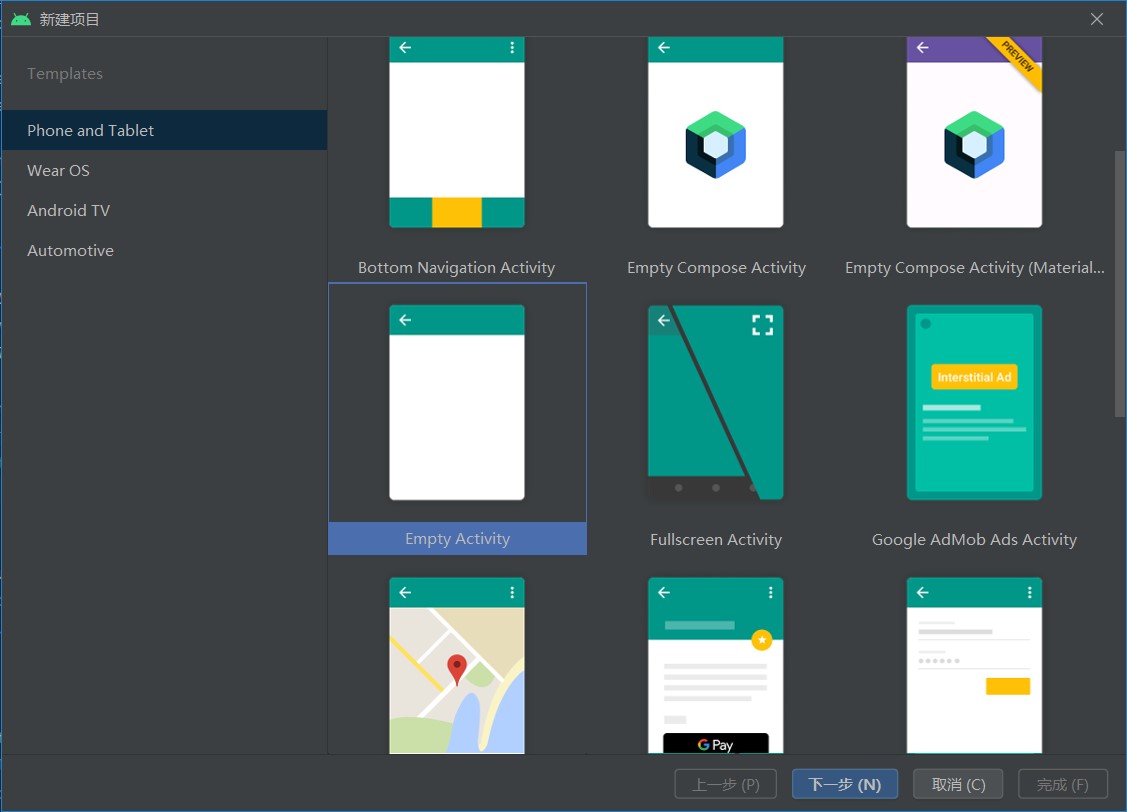 新建项目
Templates
Phone and Tablet
Wear OS
Android TV
Automotive
PREVIEW
Bottom Navigation Activity
Empty Compose Activity
Empty Compose Activity (Material...
Interstitial Ad
Empty Activity
Fullscreen Activity
Google AdMob Ads Activity
G Pay
上一步 (P)
下一步 (N)
取消 (C)
完成 (F)